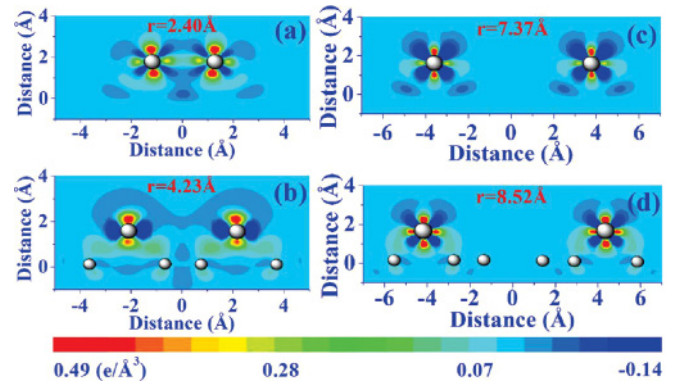 r=2.40Å (a)
4
2
0
Distance (Å)
-4 -2 0 2 4
Distance (Å)
r=7.37Å (c)
4
2
0
Distance (Å)
-6 -4 -2 0 2 4 6
Distance (Å)
r=4.23Å (b)
4
2
0
Distance (Å)
-4 -2 0 2 4
Distance (Å)
r=8.52Å (d)
4
2
0
Distance (Å)
-6 -4 -2 0 2 4 6
Distance (Å)
0.49 (e/Å³) 0.28 0.07 -0.14